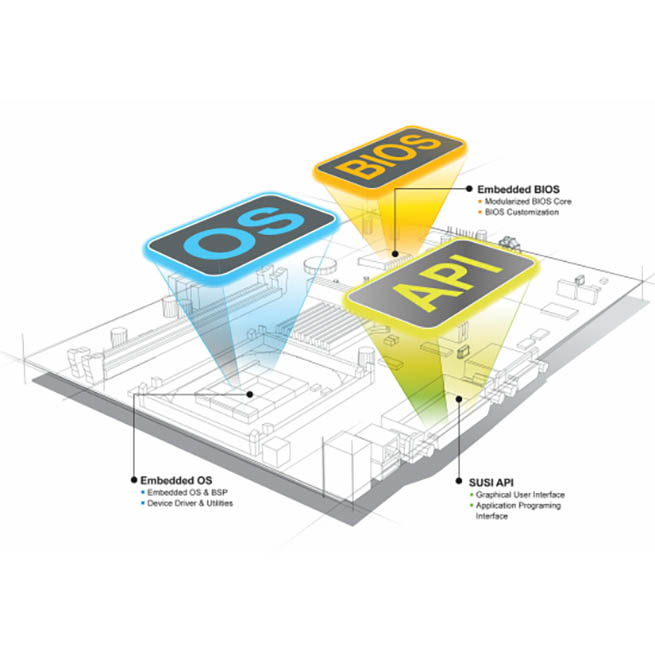 BIOS
Embedded BIOS
Modularized BIOS Core
BIOS Customization
OS
API
Embedded OS
Embedded OS & BSP
Device Driver & Utilities
SUSI API
Graphical User Interface
Application Programing
Interface